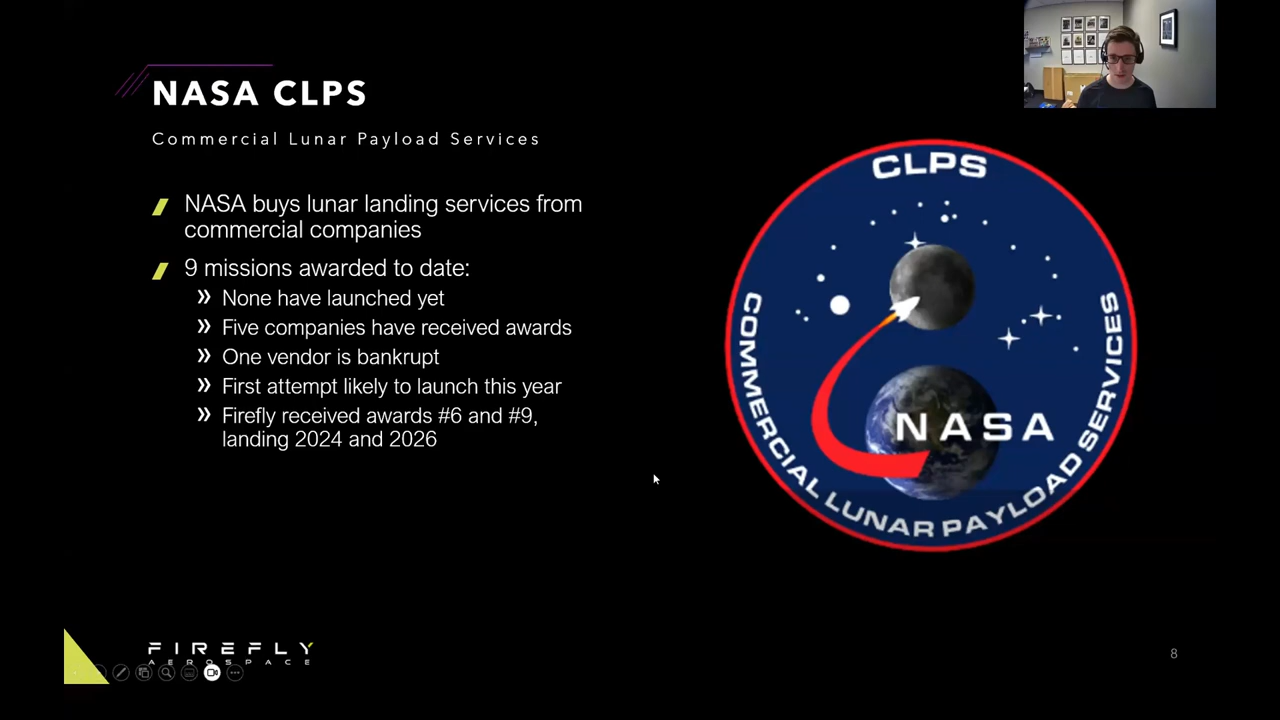 NASA CLPS
Commercial Lunar Payload Services
NASA buys lunar landing services from
commercial companies
9 missions awarded to date:
None have launched yet
Five companies have received awards
One vendor is bankrupt
First attempt likely to launch this year
Firefly received awards #6 and #9,
landing 2024 and 2026
CLPS
NASA
COMMERCIAL LUNAR PAYLOAD SERVICES
FIREFLY
AEROSPACE
8